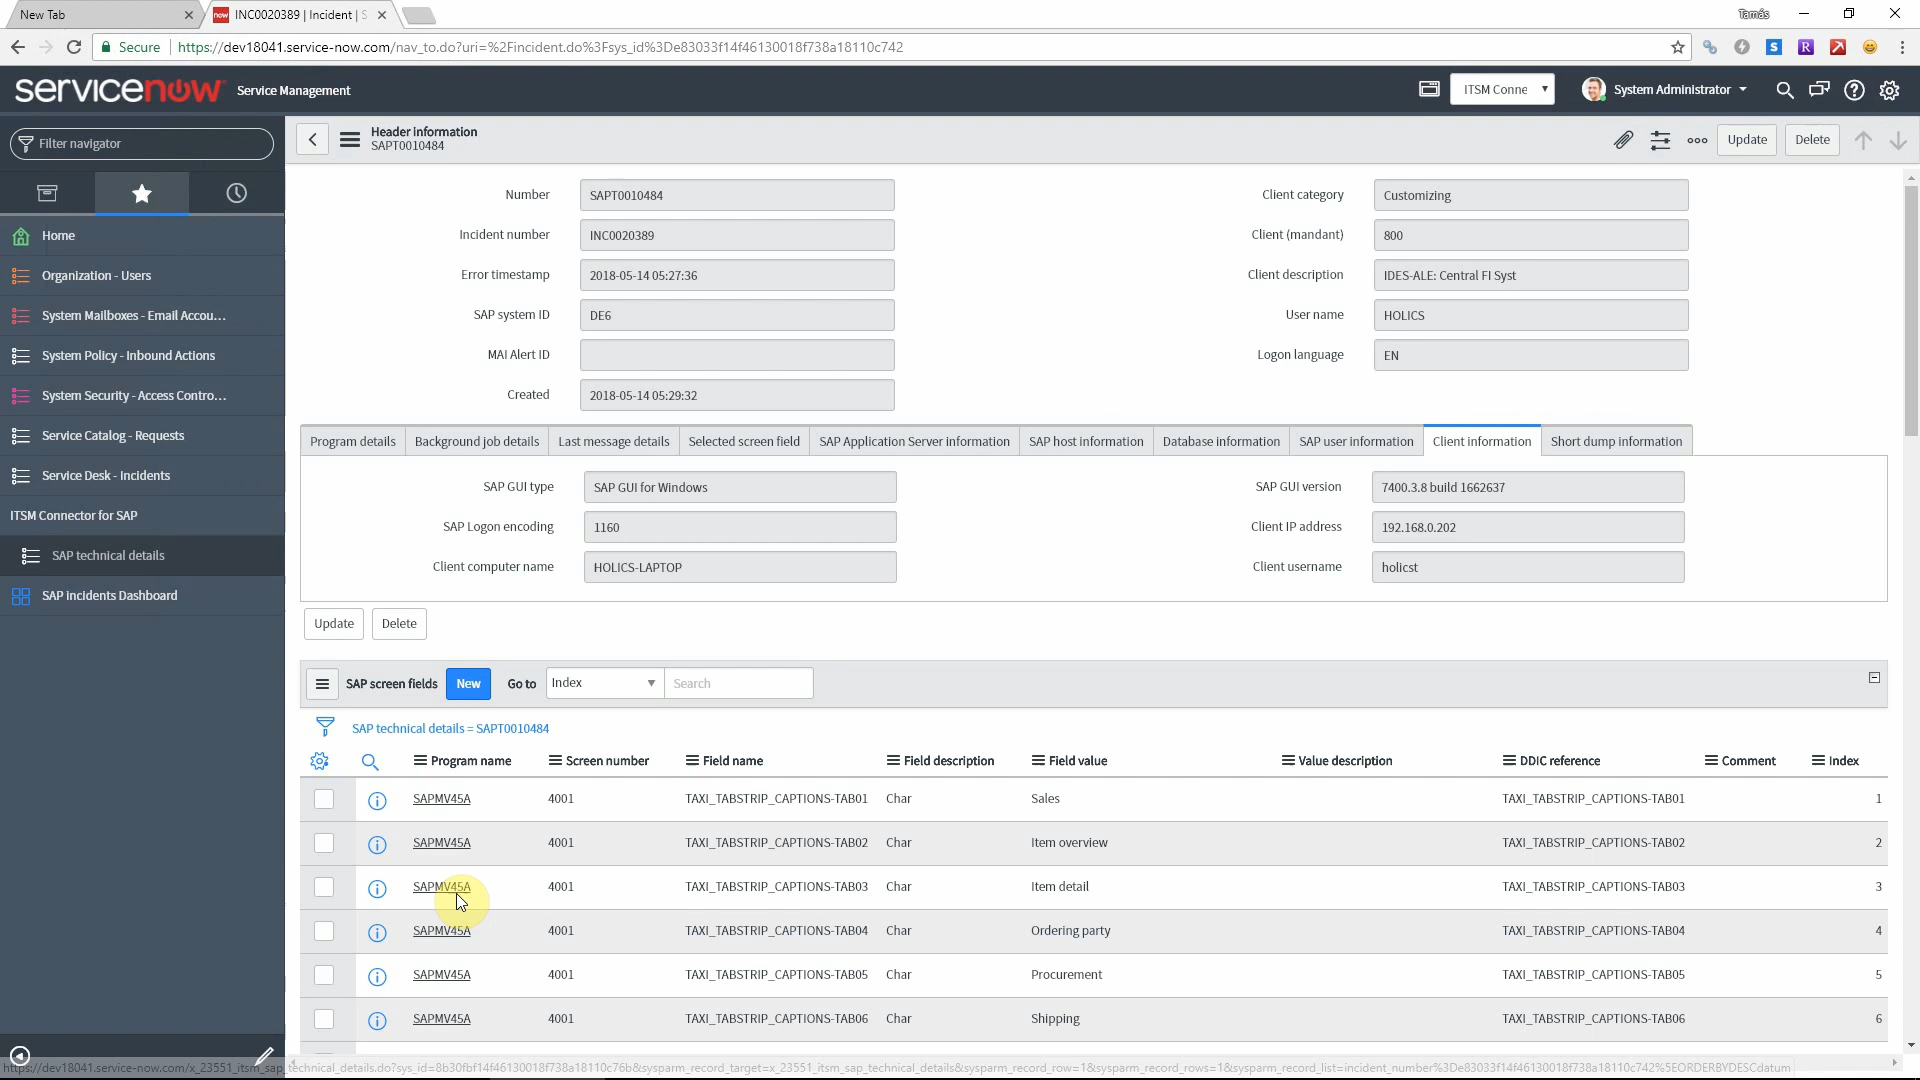 New Tab
INC0020389 | Incident | S
Tamás
Secure
https://dev18041.service-now.com/nav_to.do?uri=%2Fincident.do%3Fsys_id%3De83033f14f46130018f738a18110c742
servicenow
Service Management
ITSM Conne
System Administrator
Filter navigator
Home
Organization - Users
System Mailboxes - Email Accou...
System Policy - Inbound Actions
System Security - Access Contro...
Service Catalog - Requests
Service Desk - Incidents
ITSM Connector for SAP
SAP technical details
SAP Incidents Dashboard
Header information
SAPT0010484
Update
Delete
Number
SAPT0010484
Client category
Customizing
Incident number
INC0020389
Client (mandant)
800
Error timestamp
2018-05-14 05:27:36
Client description
IDES-ALE: Central FI Syst
SAP system ID
DE6
User name
HOLICS
MAI Alert ID
Logon language
EN
Created
2018-05-14 05:29:32
Program details
Background job details
Last message details
Selected screen field
SAP Application Server information
SAP host information
Database information
SAP user information
Client information
Short dump information
SAP GUI type
SAP GUI for Windows
SAP GUI version
7400.3.8 build 1662637
SAP Logon encoding
1160
Client IP address
192.168.0.202
Client computer name
HOLICS-LAPTOP
Client username
holicst
Update
Delete
SAP screen fields
New
Go to
Index
Search
SAP technical details = SAPT0010484
Program name Screen number Field name Field description Field value Value description DDIC reference Comment Index
SAPMV45A 4001 TAXI_TABSTRIP_CAPTIONS-TAB01 Char Sales TAXI_TABSTRIP_CAPTIONS-TAB01 1
SAPMV45A 4001 TAXI_TABSTRIP_CAPTIONS-TAB02 Char Item overview TAXI_TABSTRIP_CAPTIONS-TAB02 2
SAPMV45A 4001 TAXI_TABSTRIP_CAPTIONS-TAB03 Char Item detail TAXI_TABSTRIP_CAPTIONS-TAB03 3
SAPMV45A 4001 TAXI_TABSTRIP_CAPTIONS-TAB04 Char Ordering party TAXI_TABSTRIP_CAPTIONS-TAB04 4
SAPMV45A 4001 TAXI_TABSTRIP_CAPTIONS-TAB05 Char Procurement TAXI_TABSTRIP_CAPTIONS-TAB05 5
SAPMV45A 4001 TAXI_TABSTRIP_CAPTIONS-TAB06 Char Shipping TAXI_TABSTRIP_CAPTIONS-TAB06 6
https://dev18041.service-now.com/x_23551_itsm_sap_technical_details.do?sys_id=8b30fbf14f46130018f738a18110c76b&sysparm_record_target=x_23551_itsm_sap_technical_details&sysparm_record_row=1&sysparm_record_rows=1&sysparm_record_list=incident_number%3De83033f14f46130018f738a18110c742%5EORDERBYDESCdatum